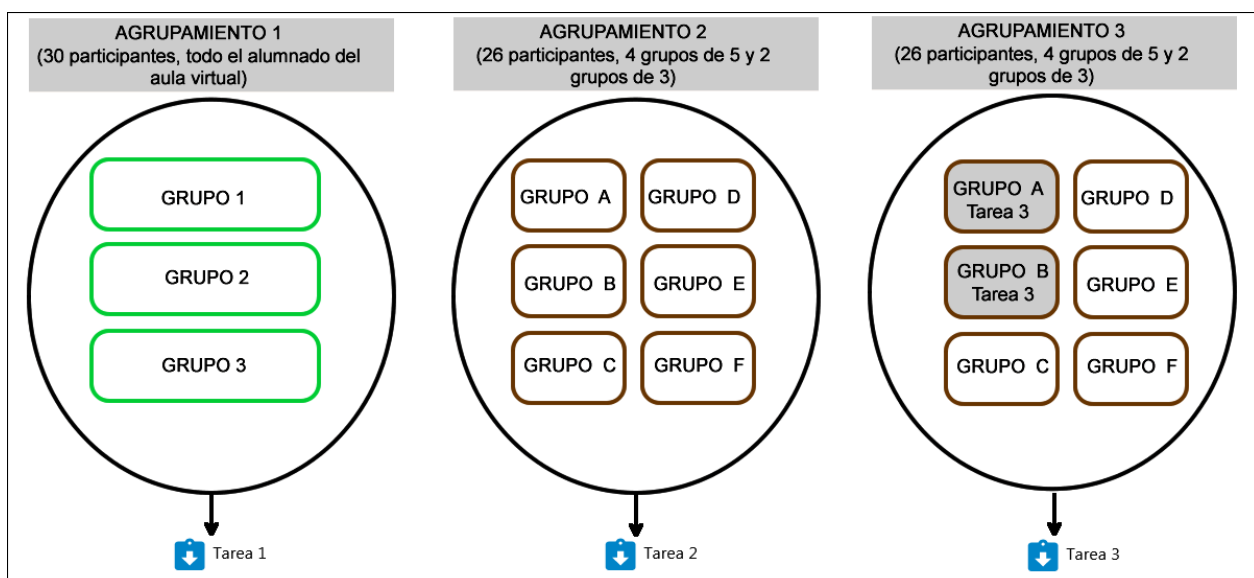 AGRUPAMIENTO 1
(30 participantes, todo el alumnado del
aula virtual)
GRUPO 1
GRUPO 2
GRUPO 3
Tarea 1
AGRUPAMIENTO 2
(26 participantes, 4 grupos de 5 y 2
grupos de 3)
GRUPO A
GRUPO D
GRUPO B
GRUPO E
GRUPO C
GRUPO F
Tarea 2
AGRUPAMIENTO 3
(26 participantes, 4 grupos de 5 y 2
grupos de 3)
GRUPO A
Tarea 3
GRUPO D
GRUPO B
Tarea 3
GRUPO E
GRUPO C
GRUPO F
Tarea 3